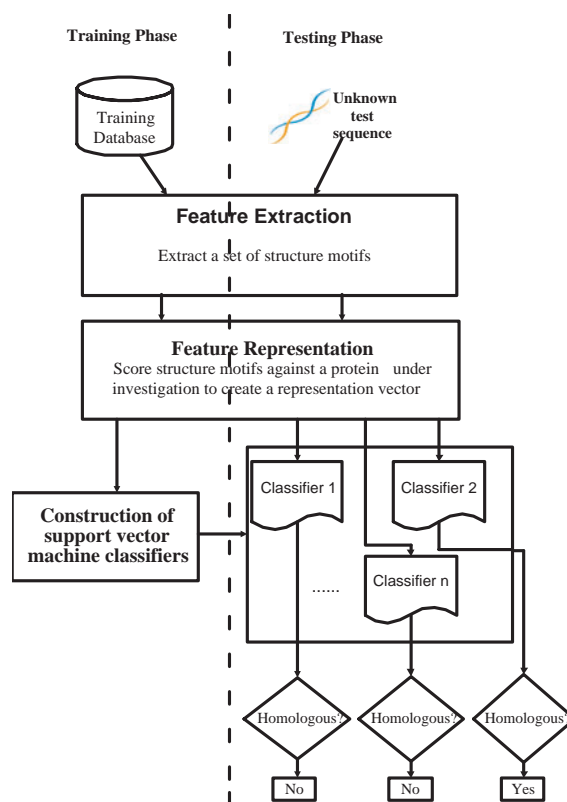 Training Phase
Testing Phase
Training
Database
Unknown
test
sequence
Feature Extraction
Extract a set of structure motifs
Feature Representation
Score structure motifs against a protein under
investigation to create a representation vector
Construction of
support vector
machine classifiers
Classifier 1
Classifier 2
Classifier n
......
Homologous?
Homologous?
Homologous?
No
No
Yes